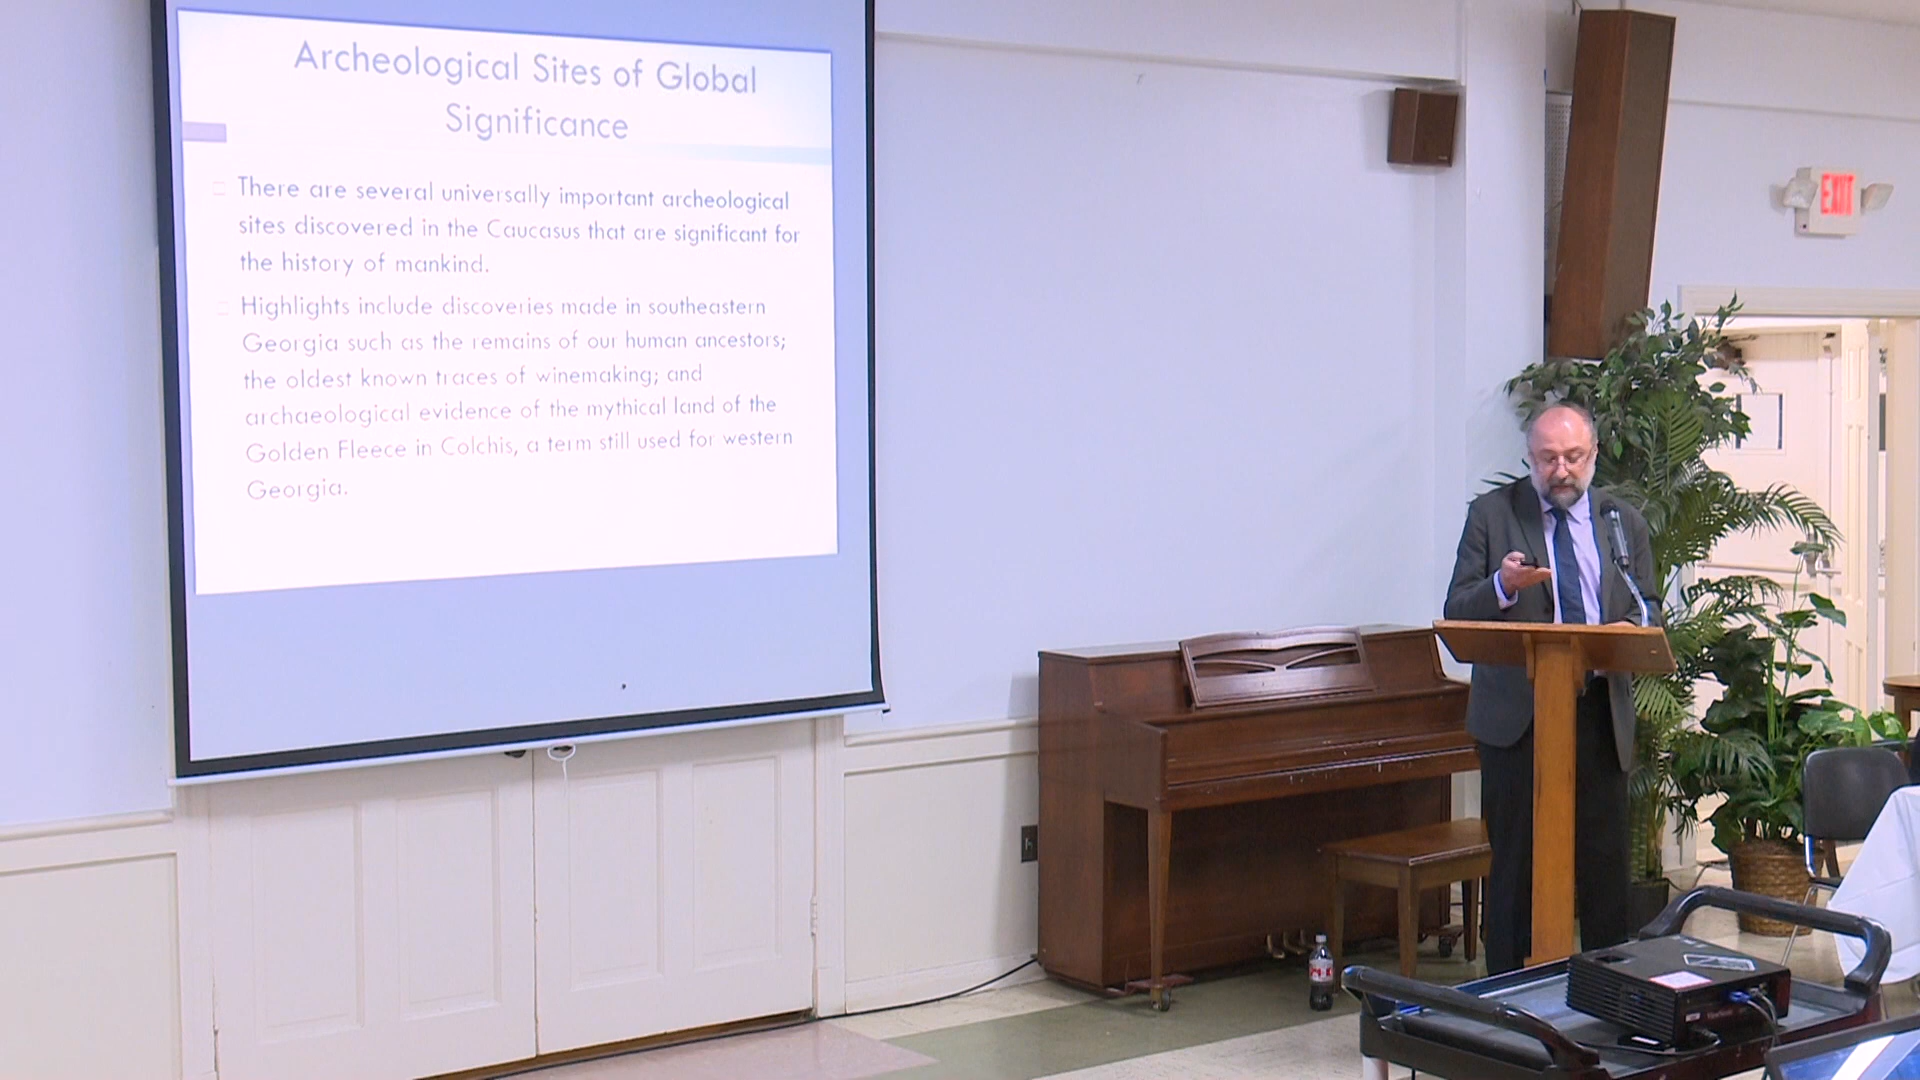 Archeological Sites of Global
Significance
There are several universally important archeological
sites discovered in the Caucasus that are significant for
the history of mankind.
Highlights include discoveries made in southeastern
Georgia such as the remains of our human ancestors;
the oldest known traces of winemaking; and
archaeological evidence of the mythical land of the
Golden Fleece in Colchis, a term still used for western
Georgia.
EXIT
ViewSonic